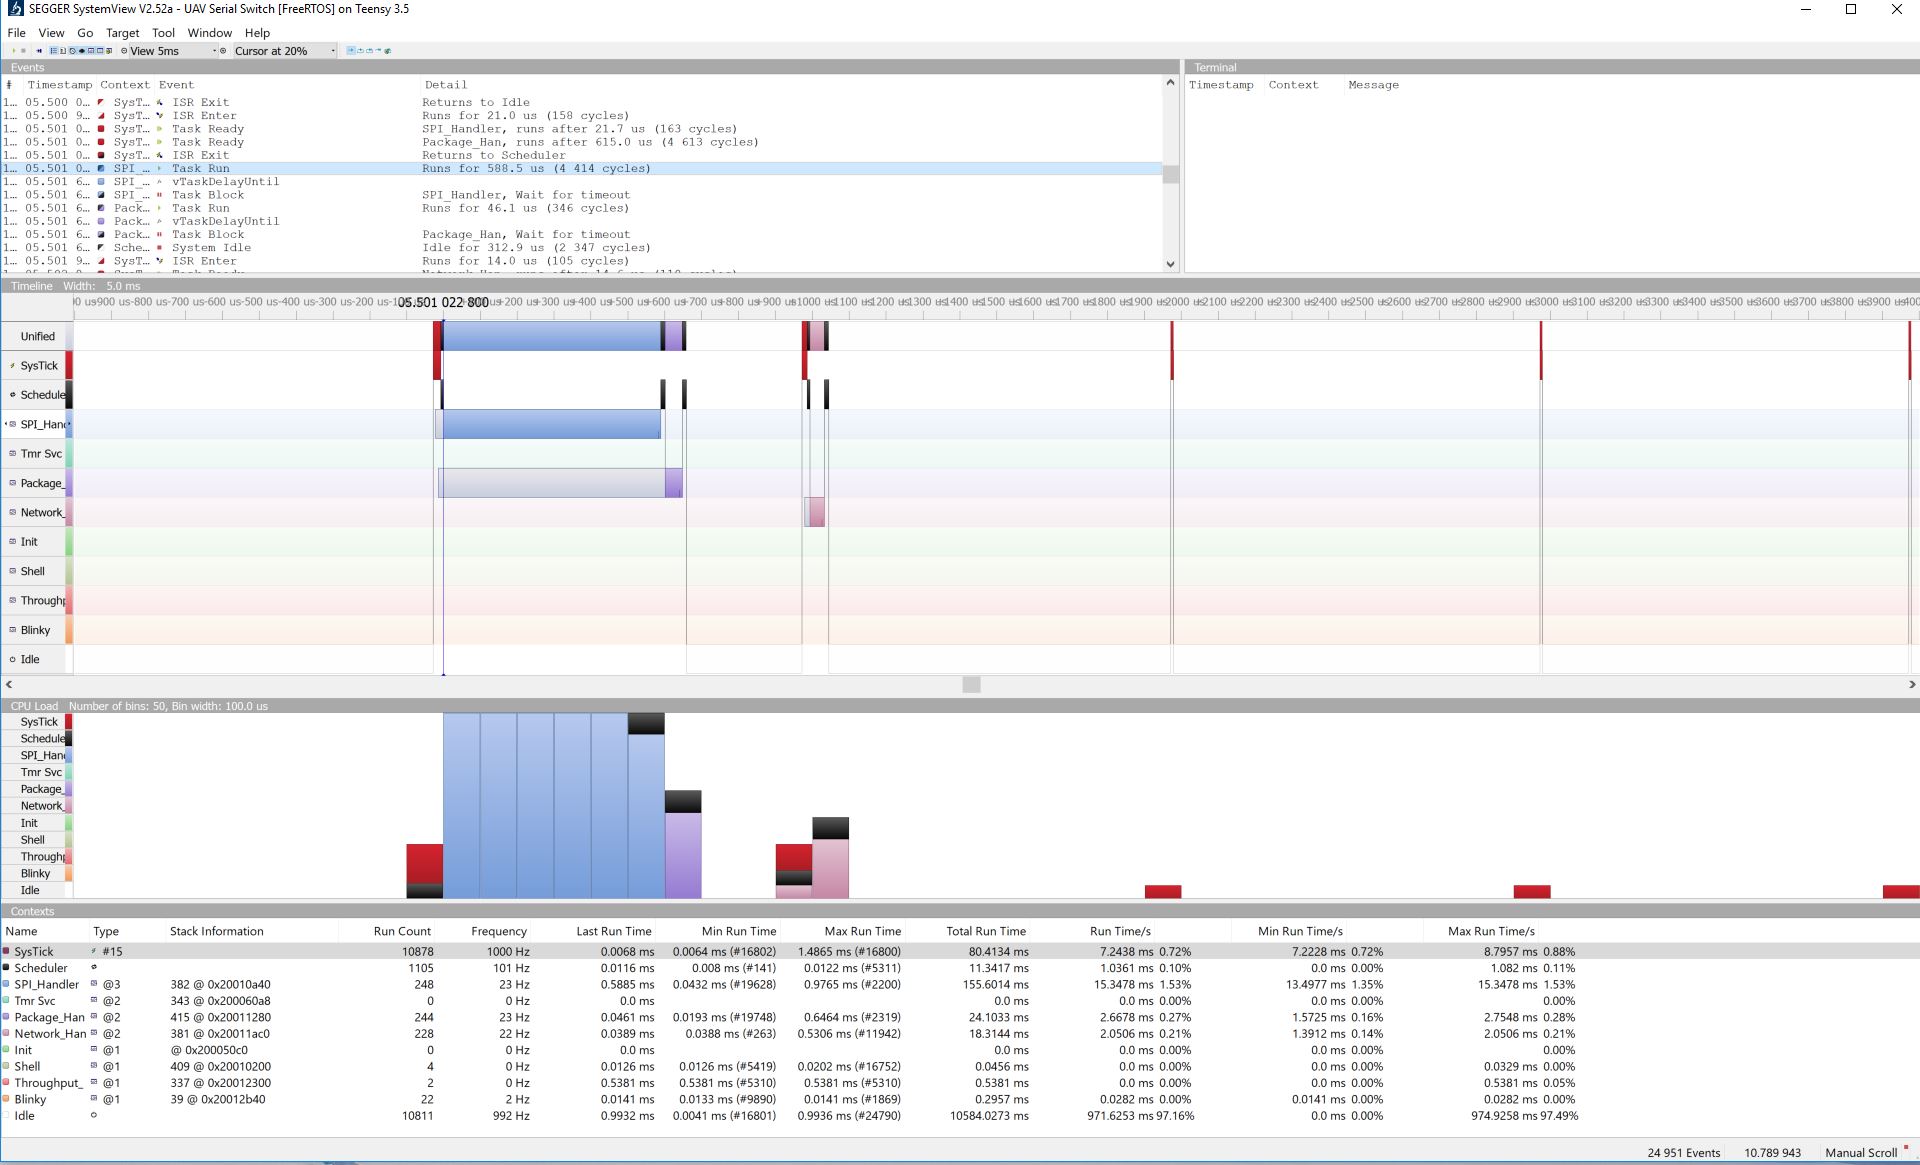 SEGGER SystemView V2.52a - UAV Serial Switch [FreeRTOS] on Teensy 3.5
File View Go Target Tool Window Help
View 5ms Cursor at 20%
Events
# Timestamp Context Event Detail
1... 05.500 0... SysT... ISR Exit Returns to Idle
1... 05.500 9... SysT... ISR Enter Runs for 21.0 us (158 cycles)
1... 05.501 0... SysT... Task Ready SPI_Handler, runs after 21.7 us (163 cycles)
1... 05.501 0... SysT... Task Ready Package_Han, runs after 615.0 us (4 613 cycles)
1... 05.501 0... SysT... ISR Exit Returns to Scheduler
1... 05.501 0... SPI_... Task Run Runs for 588.5 us (4 414 cycles)
1... 05.501 6... SPI_... vTaskDelayUntil
1... 05.501 6... SPI_... Task Block SPI_Handler, Wait for timeout
1... 05.501 6... Pack... Task Run Runs for 46.1 us (346 cycles)
1... 05.501 6... Pack... vTaskDelayUntil
1... 05.501 6... Pack... Task Block Package_Han, Wait for timeout
1... 05.501 6... Sche... System Idle Idle for 312.9 us (2 347 cycles)
1... 05.501 9... SysT... ISR Enter Runs for 14.0 us (105 cycles)
Terminal
Timestamp Context Message
Timeline Width: 5.0 ms
-900 us -800 us -700 us -600 us -500 us -400 us -300 us -200 us 05.501 022 800 +200 us +300 us +400 us +500 us +600 us +700 us +800 us +900 us +1000 us +1100 us +1200 us +1300 us +1400 us +1500 us +1600 us +1700 us +1800 us +1900 us +2000 us +2100 us +2200 us +2300 us +2400 us +2500 us +2600 us +2700 us +2800 us +2900 us +3000 us +3100 us +3200 us +3300 us +3400 us +3500 us +3600 us +3700 us +3800 us +3900 us
Unified
SysTick
Schedule
SPI_Han
Tmr Svc
Package_
Network_
Init
Shell
Through
Blinky
Idle
CPU Load Number of bins: 50, Bin width: 100.0 us
SysTick
Schedule
SPI_Han
Tmr Svc
Package_
Network_
Init
Shell
Through
Blinky
Idle
Contexts
Name Type Stack Information Run Count Frequency Last Run Time Min Run Time Max Run Time Total Run Time Run Time/s Min Run Time/s Max Run Time/s
SysTick #15 10878 1000 Hz 0.0068 ms 0.0064 ms (#16802) 1.4865 ms (#16800) 80.4134 ms 7.2438 ms 0.72% 7.2228 ms 0.72% 8.7957 ms 0.88%
Scheduler 1105 101 Hz 0.0116 ms 0.008 ms (#141) 0.0122 ms (#5311) 11.3417 ms 1.0361 ms 0.10% 0.0 ms 0.00% 1.082 ms 0.11%
SPI_Handler @3 382 @ 0x20010a40 248 23 Hz 0.5885 ms 0.0432 ms (#19628) 0.9765 ms (#2200) 155.6014 ms 15.3478 ms 1.53% 13.4977 ms 1.35% 15.3478 ms 1.53%
Tmr Svc @2 343 @ 0x200060a8 0 0 Hz 0.0 ms 0.0 ms 0.0 ms 0.00% 0.0 ms 0.00% 0.00%
Package_Han @2 415 @ 0x20011280 244 23 Hz 0.0461 ms 0.0193 ms (#19748) 0.6464 ms (#2319) 24.1033 ms 2.6678 ms 0.27% 1.5725 ms 0.16% 2.7548 ms 0.28%
Network_Han @2 381 @ 0x20011ac0 228 22 Hz 0.0389 ms 0.0388 ms (#263) 0.5306 ms (#11942) 18.3144 ms 2.0506 ms 0.21% 1.3912 ms 0.14% 2.0506 ms 0.21%
Init @1 @ 0x200050c0 0 0 Hz 0.0 ms 0.0 ms 0.0 ms 0.00% 0.0 ms 0.00% 0.00%
Shell @1 409 @ 0x20010200 4 0 Hz 0.0126 ms 0.0126 ms (#5419) 0.0202 ms (#16752) 0.0456 ms 0.0 ms 0.00% 0.0 ms 0.00% 0.0329 ms 0.00%
Throughput_ @1 337 @ 0x20012300 2 0 Hz 0.5381 ms 0.5381 ms (#5310) 0.5381 ms (#5310) 0.5381 ms 0.0 ms 0.00% 0.0 ms 0.00% 0.5381 ms 0.05%
Blinky @1 39 @ 0x20012b40 22 2 Hz 0.0141 ms 0.0133 ms (#9890) 0.0141 ms (#1869) 0.2957 ms 0.0282 ms 0.00% 0.0141 ms 0.00% 0.0282 ms 0.00%
Idle 10811 992 Hz 0.9932 ms 0.0041 ms (#16801) 0.9936 ms (#24790) 10584.0273 ms 971.6253 ms 97.16% 0.0 ms 0.00% 974.9258 ms 97.49%
24 951 Events 10.789 943 Manual Scroll